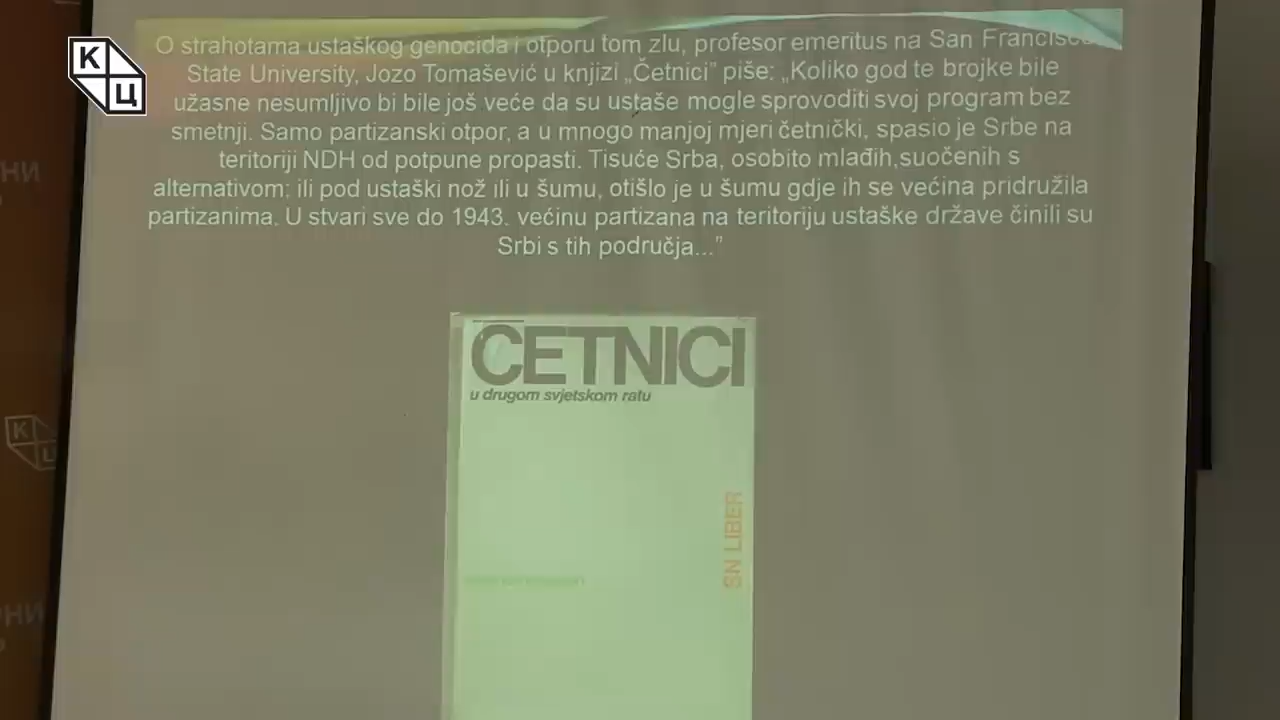 К
Ц
O strahotama ustaškog genocida i otporu tom zlu, profesor emeritus na San Francisco
State University, Jozo Tomašević u knjizi „Četnici” piše: „Koliko god te brojke bile
užasne nesumljivo bi bile još veće da su ustaše mogle sprovoditi svoj program bez
smetnji. Samo partizanski otpor, a u mnogo manjoj mjeri četnički, spasio je Srbe na
teritoriji NDH od potpune propasti. Tisuće Srba, osobito mlađih,suočenih s
alternativom: ili pod ustaški nož ili u šumu, otišlo je u šumu gdje ih se većina pridružila
partizanima. U stvari sve do 1943. većinu partizana na teritoriju ustaške države činili su
Srbi s tih područja...”
ČETNICI
u drugom svjetskom ratu
SN LIBER
НИ
К
Ц
РНИ